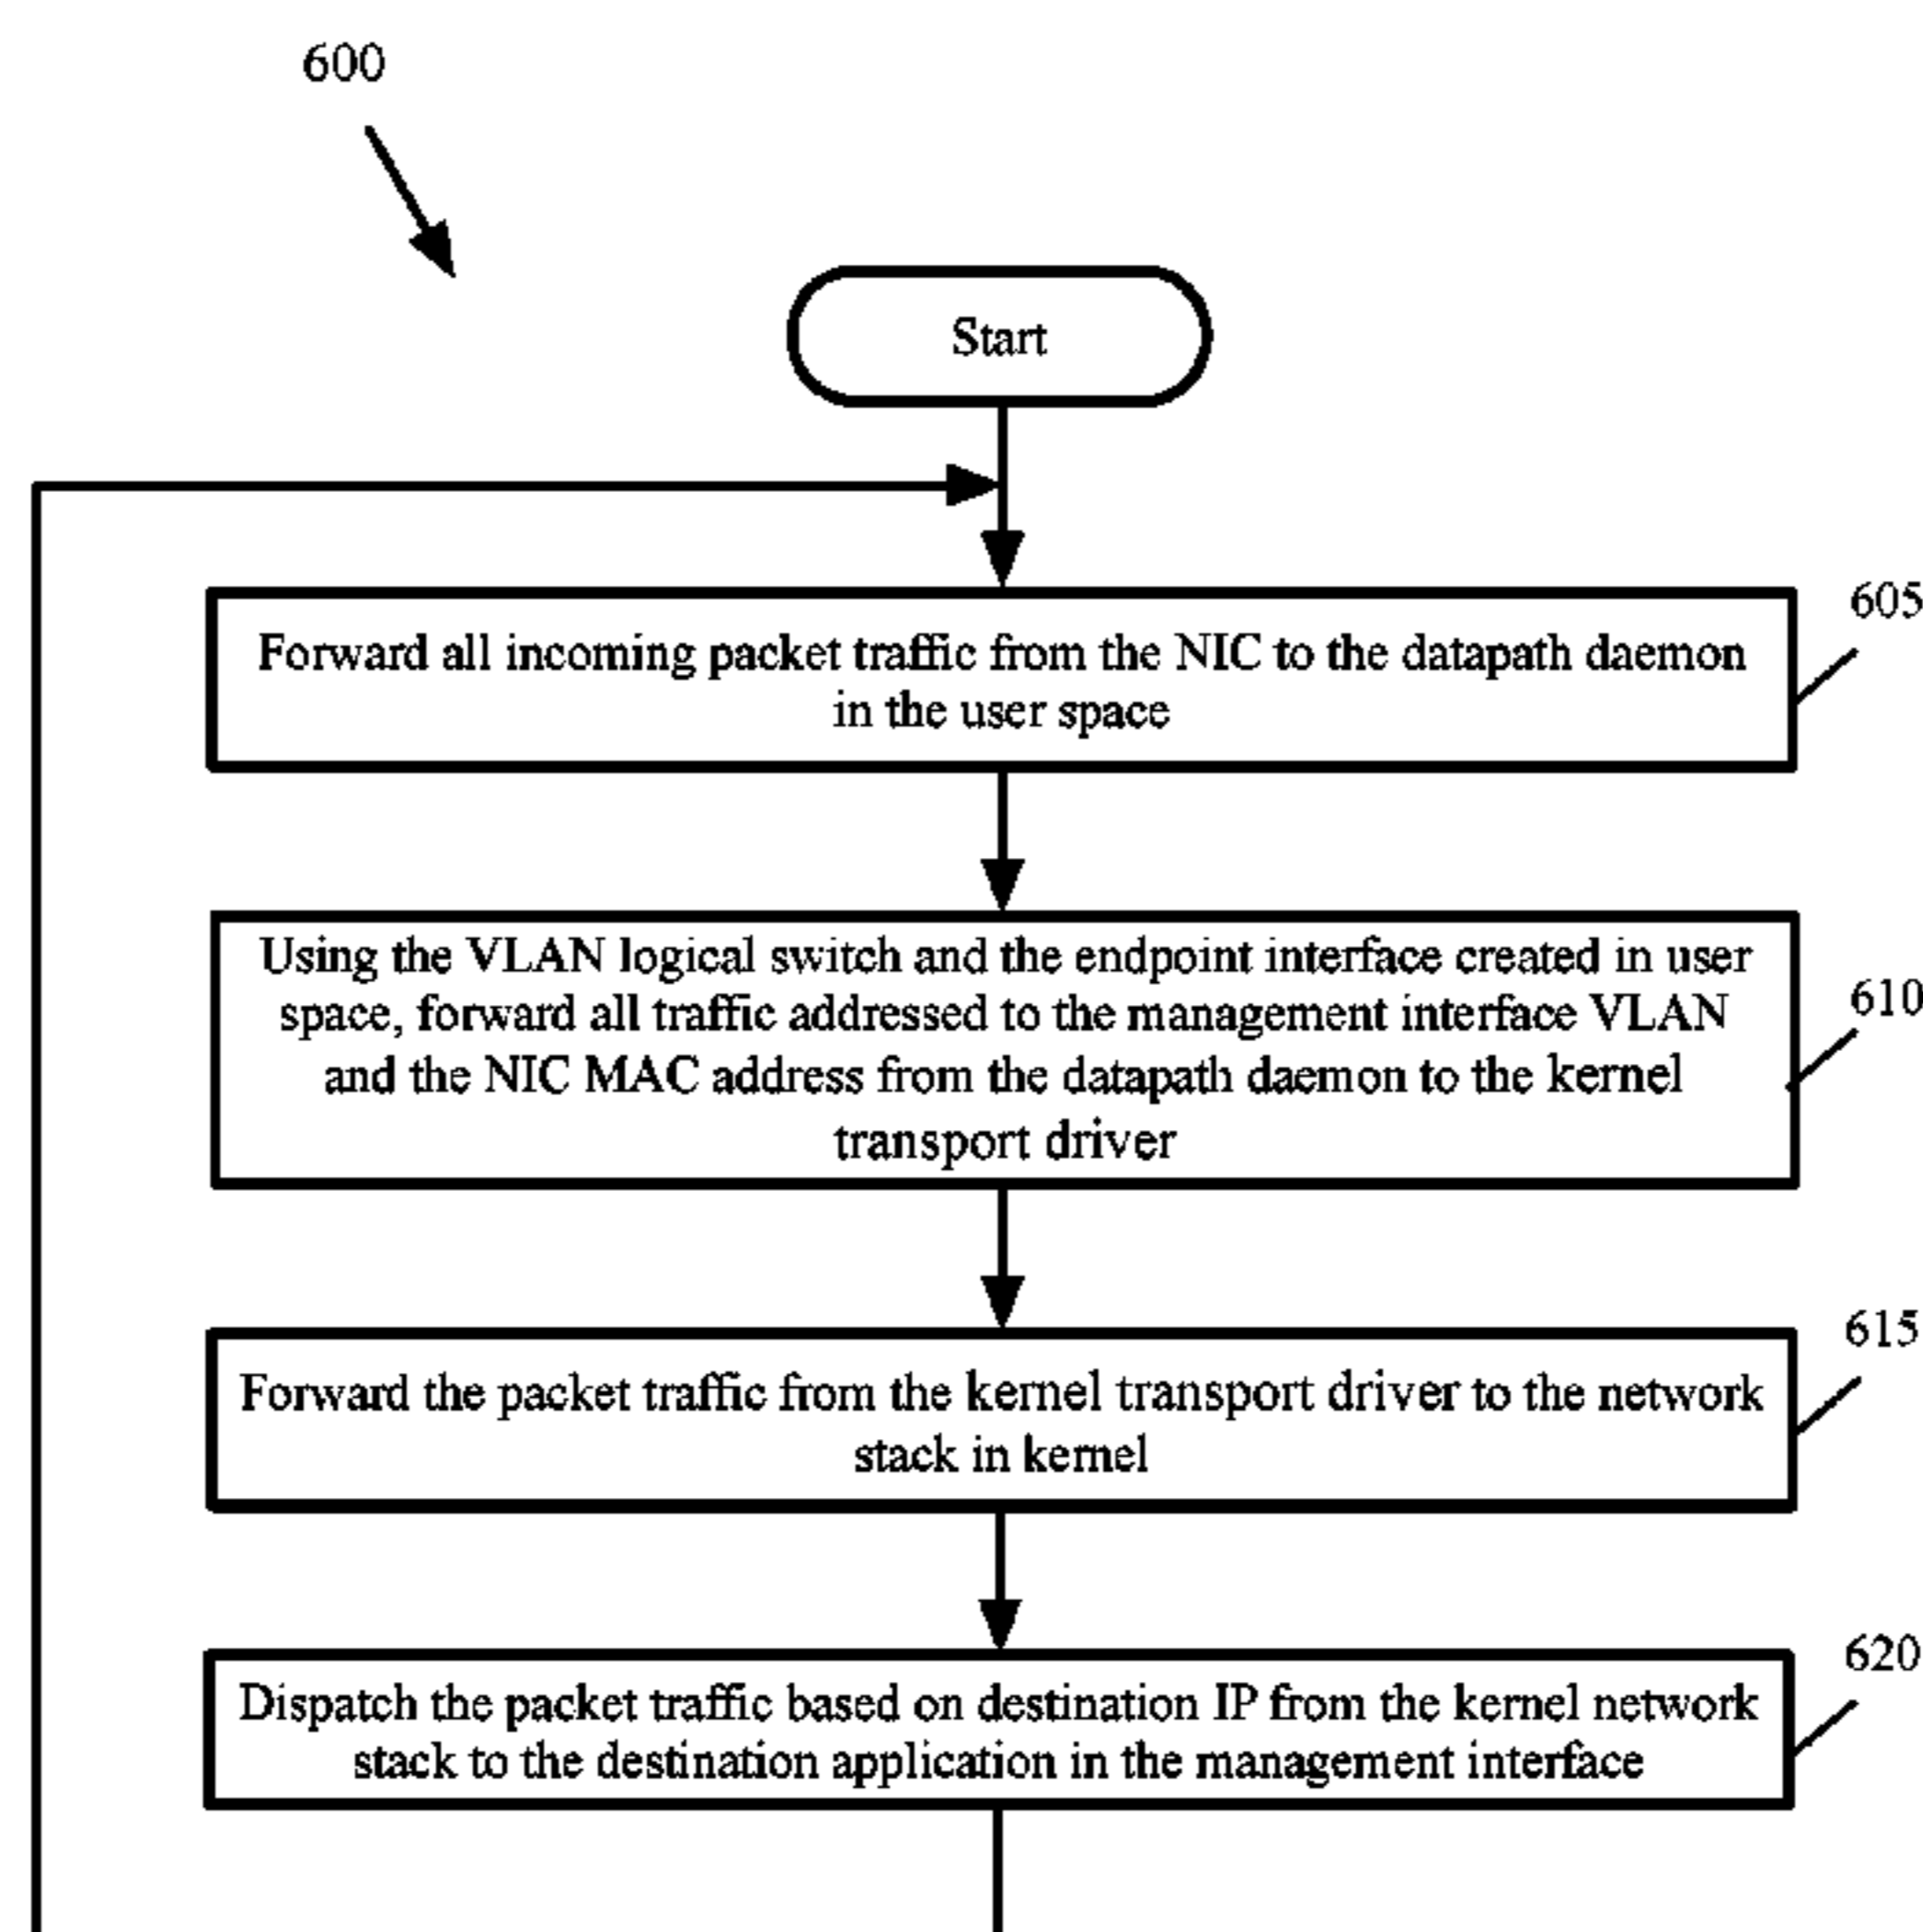 600
Start
605
Forward all incoming packet traffic from the NIC to the datapath daemon
in the user space
610
Using the VLAN logical switch and the endpoint interface created in user
space, forward all traffic addressed to the management interface VLAN
and the NIC MAC address from the datapath daemon to the kernel
transport driver
615
Forward the packet traffic from the kernel transport driver to the network
stack in kernel
620
Dispatch the packet traffic based on destination IP from the kernel network
stack to the destination application in the management interface